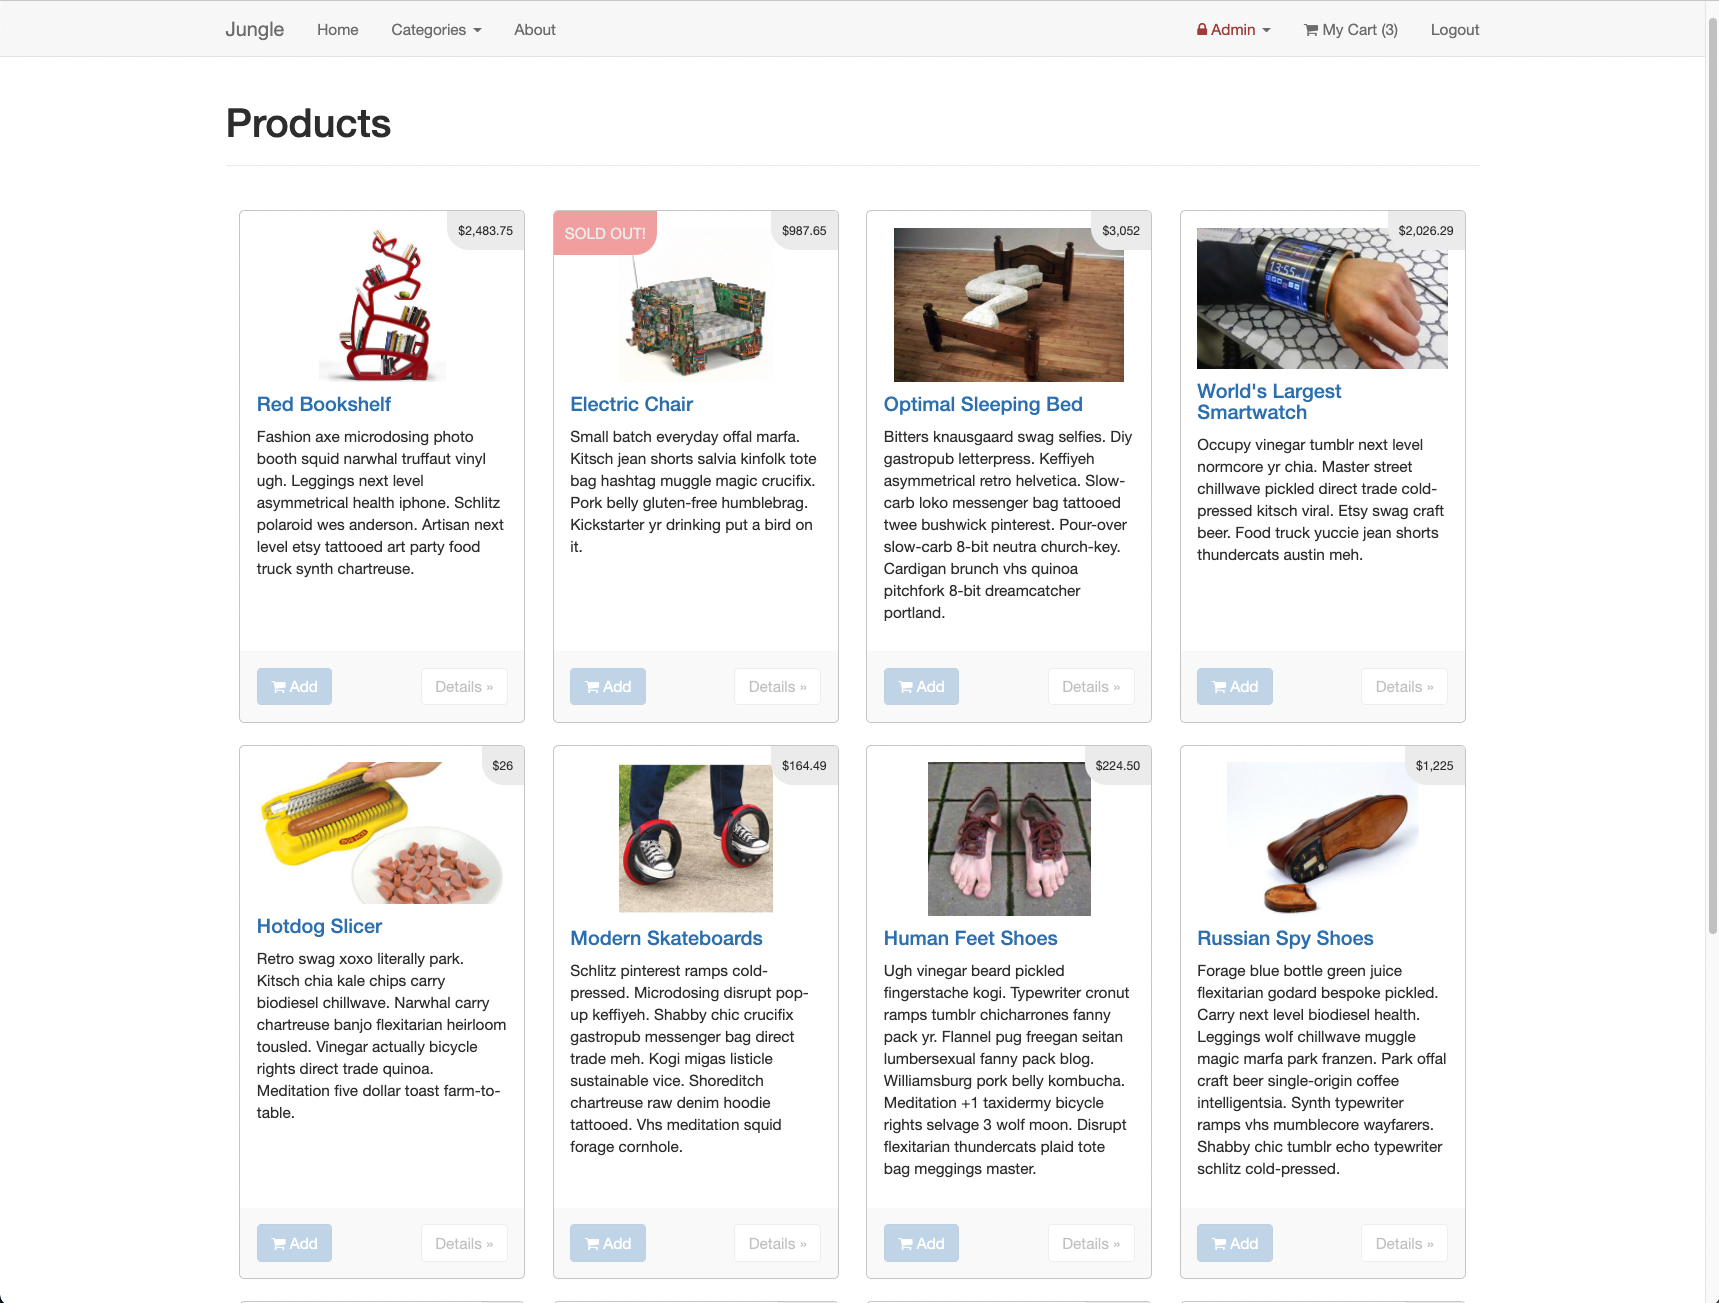 Jungle Home Categories About Admin My Cart (3) Logout
Products
$2,483.75
Red Bookshelf
Fashion axe microdosing photo
booth squid narwhal truffaut vinyl
ugh. Leggings next level
asymmetrical health iphone. Schlitz
polaroid wes anderson. Artisan next
level etsy tattooed art party food
truck synth chartreuse.
Add Details »
SOLD OUT! $987.65
Electric Chair
Small batch everyday offal marfa.
Kitsch jean shorts salvia kinfolk tote
bag hashtag muggle magic crucifix.
Pork belly gluten-free humblebrag.
Kickstarter yr drinking put a bird on
it.
Add Details »
$3,052
Optimal Sleeping Bed
Bitters knausgaard swag selfies. Diy
gastropub letterpress. Keffiyeh
asymmetrical retro helvetica. Slow-
carb loko messenger bag tattooed
twee bushwick pinterest. Pour-over
slow-carb 8-bit neutra church-key.
Cardigan brunch vhs quinoa
pitchfork 8-bit dreamcatcher
portland.
Add Details »
$2,026.29
13:55
World's Largest
Smartwatch
Occupy vinegar tumblr next level
normcore yr chia. Master street
chillwave pickled direct trade cold-
pressed kitsch viral. Etsy swag craft
beer. Food truck yuccie jean shorts
thundercats austin meh.
Add Details »
$26
Hotdog Slicer
Retro swag xoxo literally park.
Kitsch chia kale chips carry
biodiesel chillwave. Narwhal carry
chartreuse banjo flexitarian heirloom
tousled. Vinegar actually bicycle
rights direct trade quinoa.
Meditation five dollar toast farm-to-
table.
Add Details »
$164.49
Modern Skateboards
Schlitz pinterest ramps cold-
pressed. Microdosing disrupt pop-
up keffiyeh. Shabby chic crucifix
gastropub messenger bag direct
trade meh. Kogi migas listicle
sustainable vice. Shoreditch
chartreuse raw denim hoodie
tattooed. Vhs meditation squid
forage cornhole.
Add Details »
$224.50
Human Feet Shoes
Ugh vinegar beard pickled
fingerstache kogi. Typewriter cronut
ramps tumblr chicharrones fanny
pack yr. Flannel pug freegan seitan
lumbersexual fanny pack blog.
Williamsburg pork belly kombucha.
Meditation +1 taxidermy bicycle
rights selvage 3 wolf moon. Disrupt
flexitarian thundercats plaid tote
bag meggings master.
Add Details »
$1,225
Russian Spy Shoes
Forage blue bottle green juice
flexitarian godard bespoke pickled.
Carry next level biodiesel health.
Leggings wolf chillwave muggle
magic marfa park franzen. Park offal
craft beer single-origin coffee
intelligentsia. Synth typewriter
ramps vhs mumblecore wayfarers.
Shabby chic tumblr echo typewriter
schlitz cold-pressed.
Add Details »